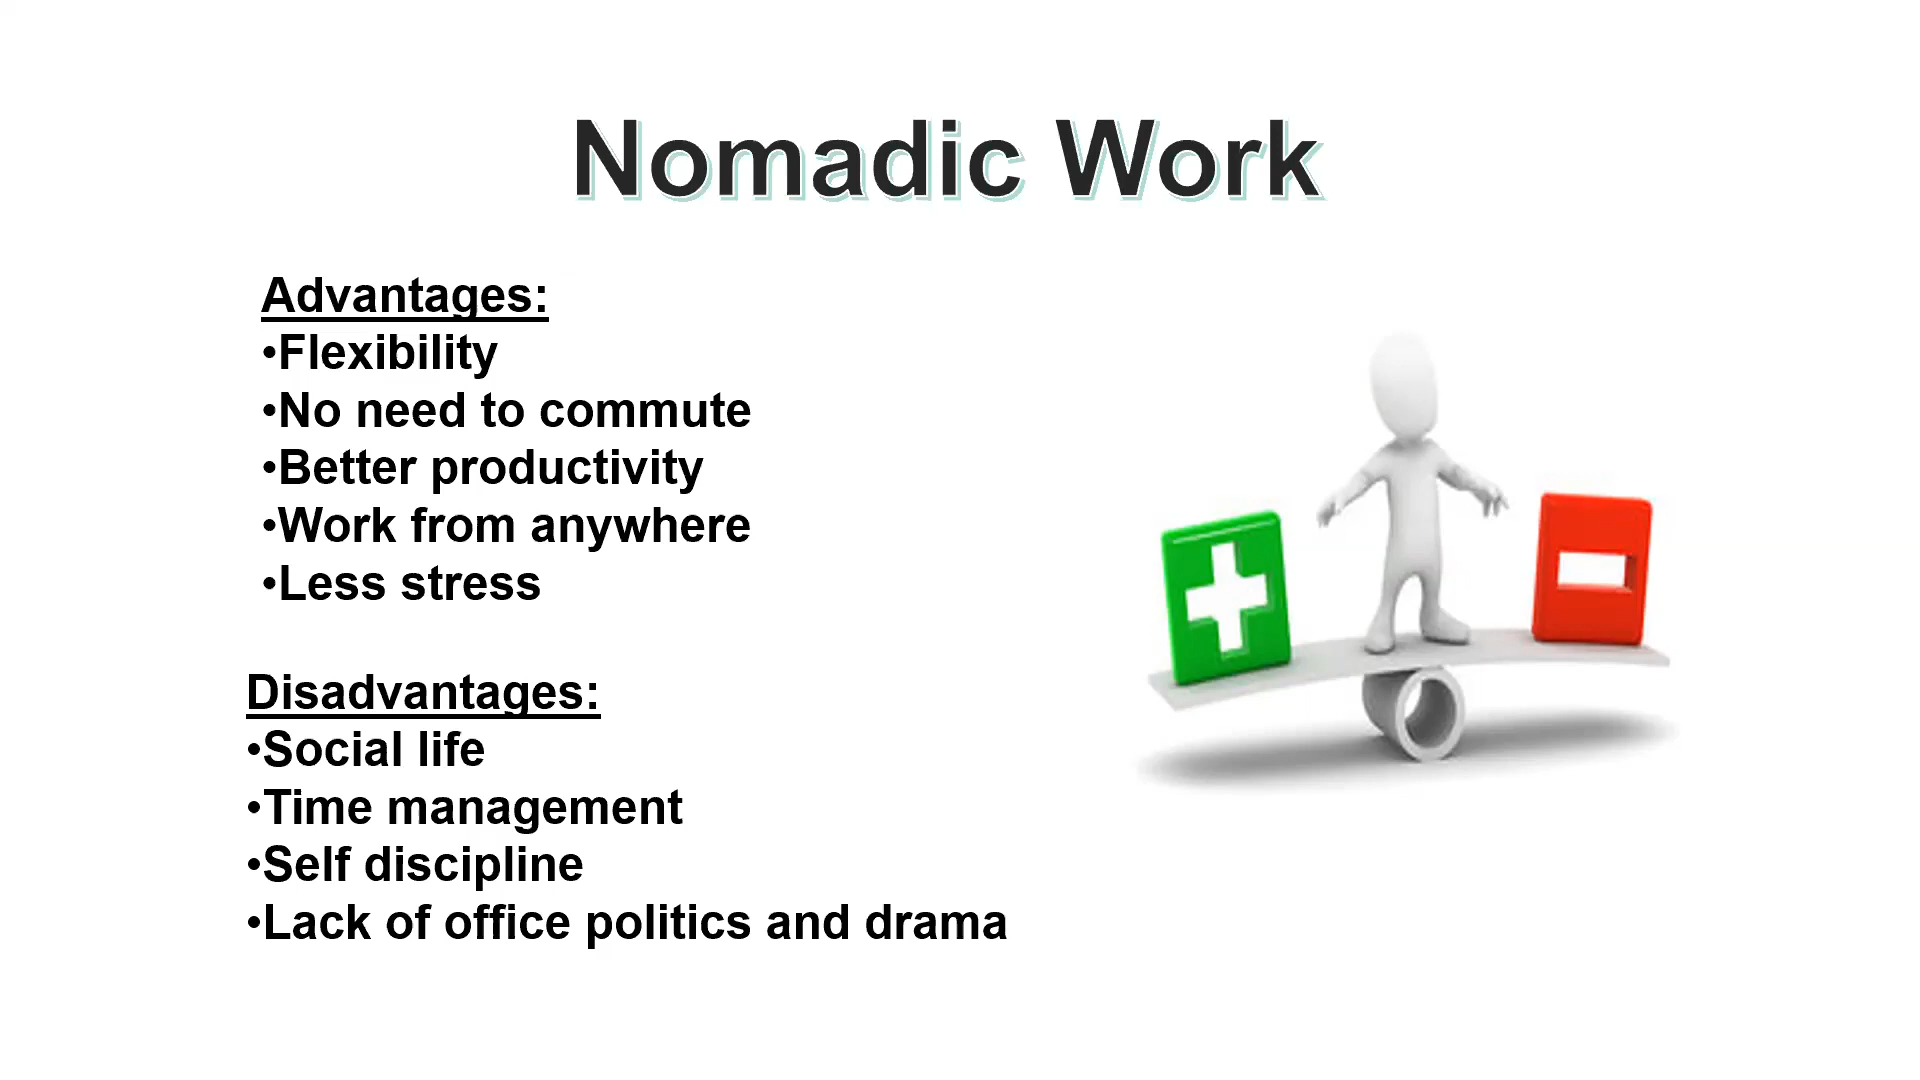 Nomadic Work
Advantages:
•Flexibility
•No need to commute
•Better productivity
•Work from anywhere
•Less stress
Disadvantages:
•Social life
•Time management
•Self discipline
•Lack of office politics and drama